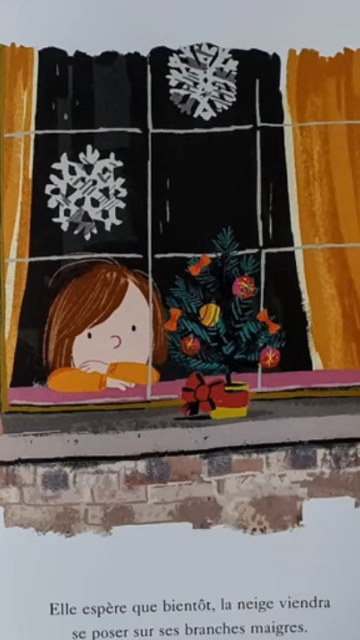 Elle espère que bientôt, la neige viendra
se poser sur ses branches maigres.